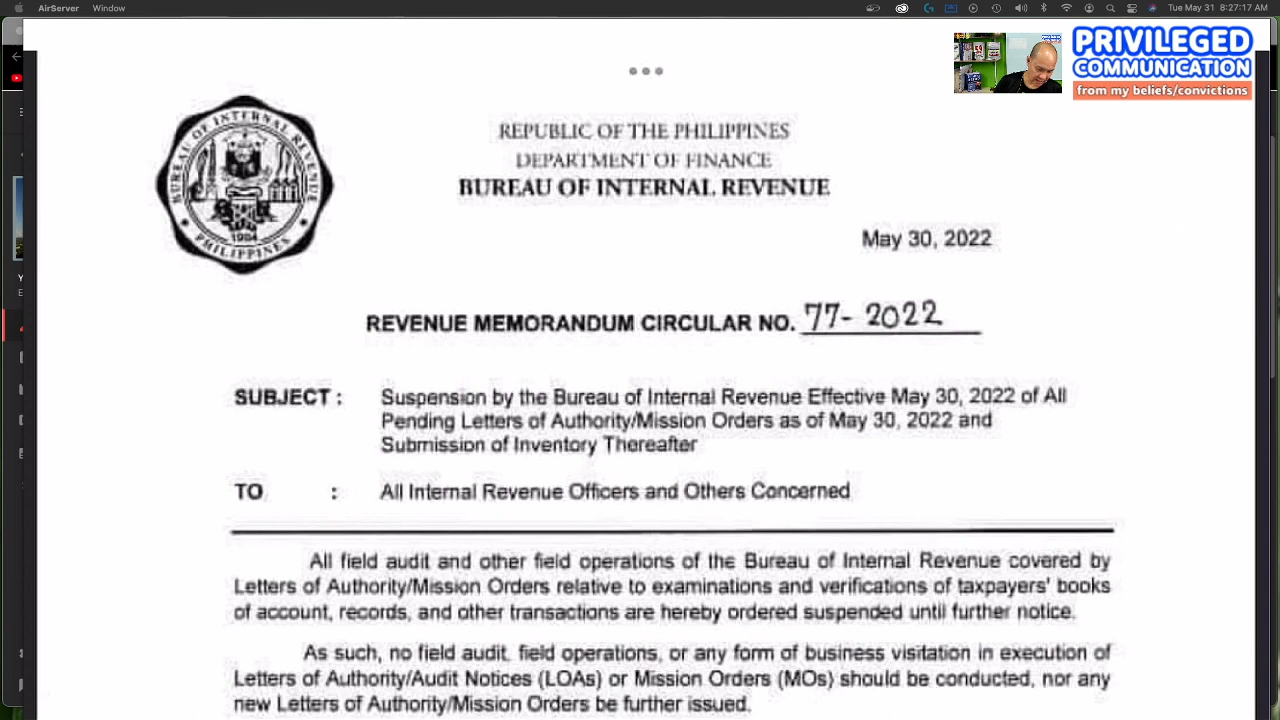 AirServer Window
Tue May 31 8:27:17 AM
PRIVILEGED
COMMUNICATION
from my beliefs/convictions
BUREAU OF INTERNAL REVENUE
1904
PHILIPPINES
REPUBLIC OF THE PHILIPPINES
DEPARTMENT OF FINANCE
BUREAU OF INTERNAL REVENUE
May 30, 2022
REVENUE MEMORANDUM CIRCULAR NO. 77-2022
SUBJECT : Suspension by the Bureau of Internal Revenue Effective May 30, 2022 of All
Pending Letters of Authority/Mission Orders as of May 30, 2022 and
Submission of Inventory Thereafter
TO : All Internal Revenue Officers and Others Concerned
All field audit and other field operations of the Bureau of Internal Revenue covered by
Letters of Authority/Mission Orders relative to examinations and verifications of taxpayers' books
of account, records, and other transactions are hereby ordered suspended until further notice.
As such, no field audit, field operations, or any form of business visitation in execution of
Letters of Authority/Audit Notices (LOAs) or Mission Orders (MOs) should be conducted, nor any
new Letters of Authority/Mission Orders be further issued.